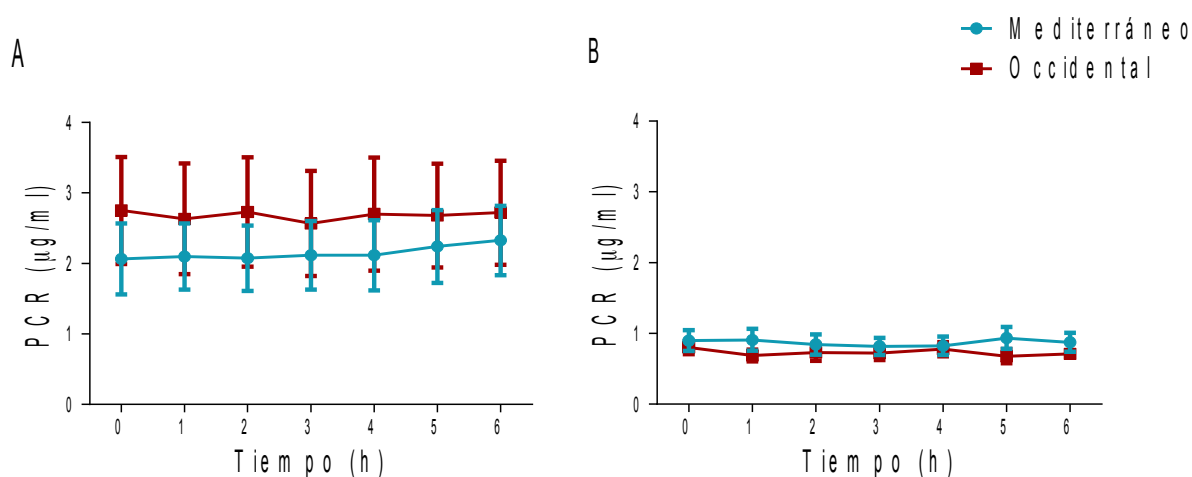 A
B
Mediterráneo
Occidental
PCR (µg/ml)
4
3
2
1
0
0 1 2 3 4 5 6
Tiempo (h)
PCR (µg/ml)
4
3
2
1
0
0 1 2 3 4 5 6
Tiempo (h)